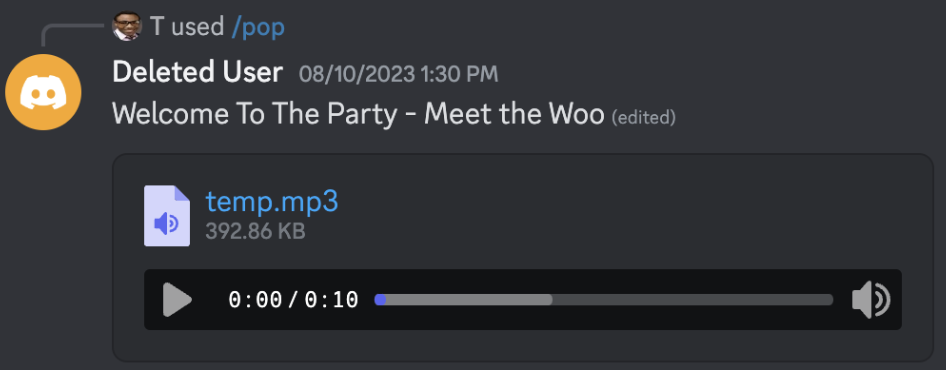 T used /pop
Deleted User 08/10/2023 1:30 PM
Welcome To The Party - Meet the Woo (edited)
temp.mp3
392.86 KB
0:00 / 0:10